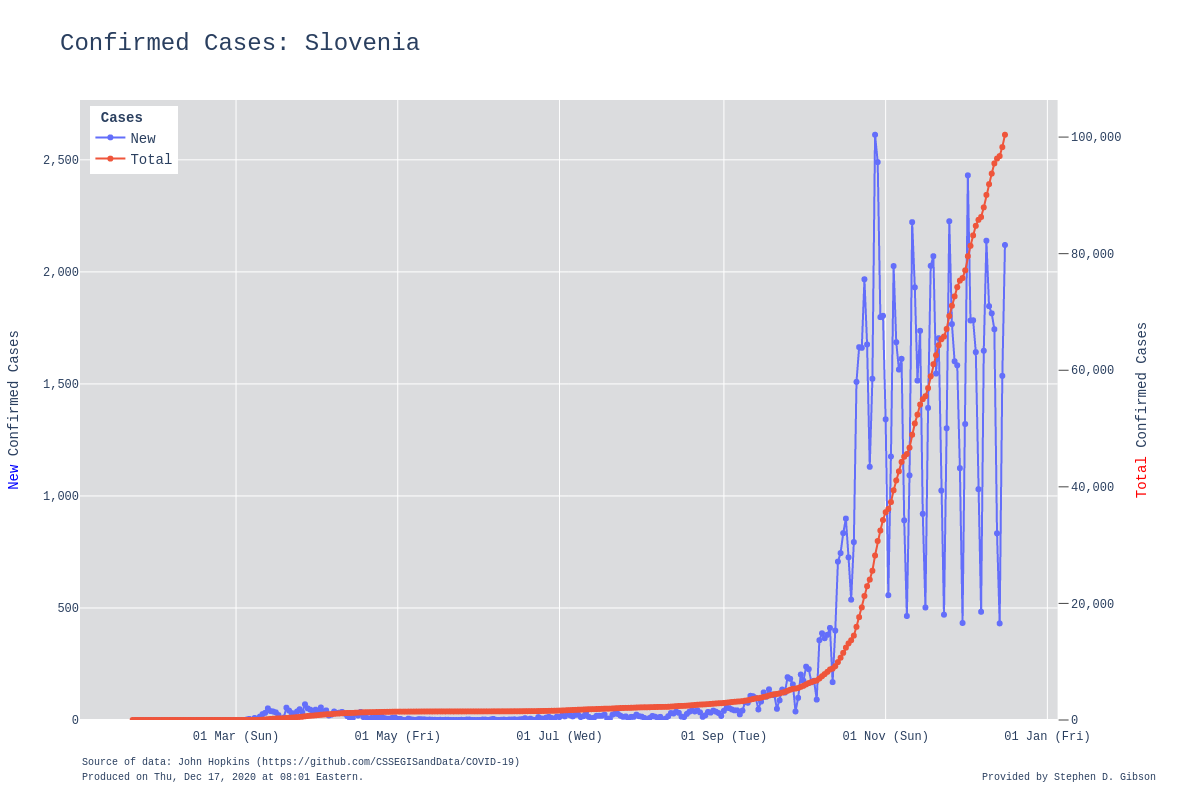 Confirmed Cases: Slovenia
Cases
New
Total
2,500
2,000
1,500
1,000
500
0
100,000
80,000
60,000
40,000
20,000
0
New Confirmed Cases
Total Confirmed Cases
01 Mar (Sun)
01 May (Fri)
01 Jul (Wed)
01 Sep (Tue)
01 Nov (Sun)
01 Jan (Fri)
Source of data: John Hopkins (https://github.com/CSSEGISandData/COVID-19)
Produced on Thu, Dec 17, 2020 at 08:01 Eastern.
Provided by Stephen D. Gibson